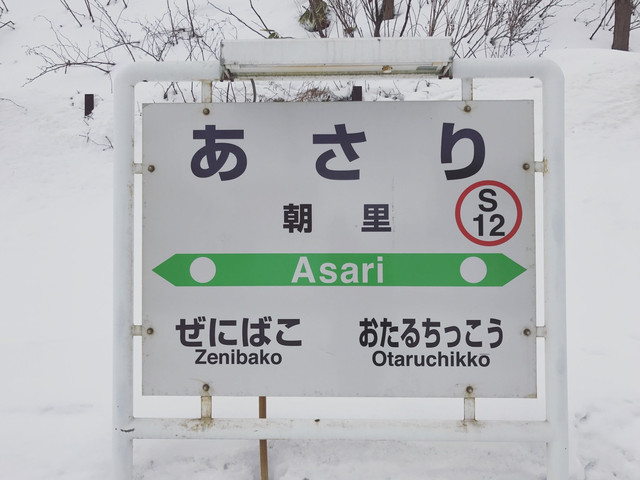 あさり
朝里
S
12
Asari
ぜにばこ
Zenibako
おたるちっこう
Otaruchikko